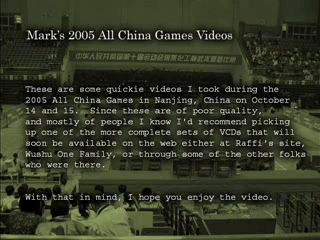 Mark's 2005 All China Games Videos
These are some quickie videos I took during the
2005 All China Games in Nanjing, China on October
14 and 15.  Since these are of poor quality,
and mostly of people I know I'd recommend picking
up one of the more complete sets of VCDs that will
soon be available on the web either at Raffi's site,
Wushu One Family, or through some of the other folks
who were there.
With that in mind, I hope you enjoy the video.